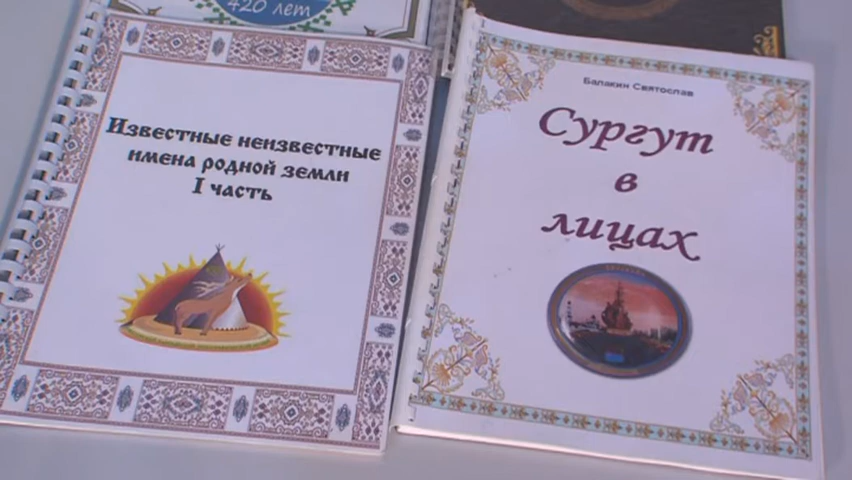 420 лет
Известные неизвестные
имена родной земли
I часть
Балакин Святослав
Сургут
в
лицах